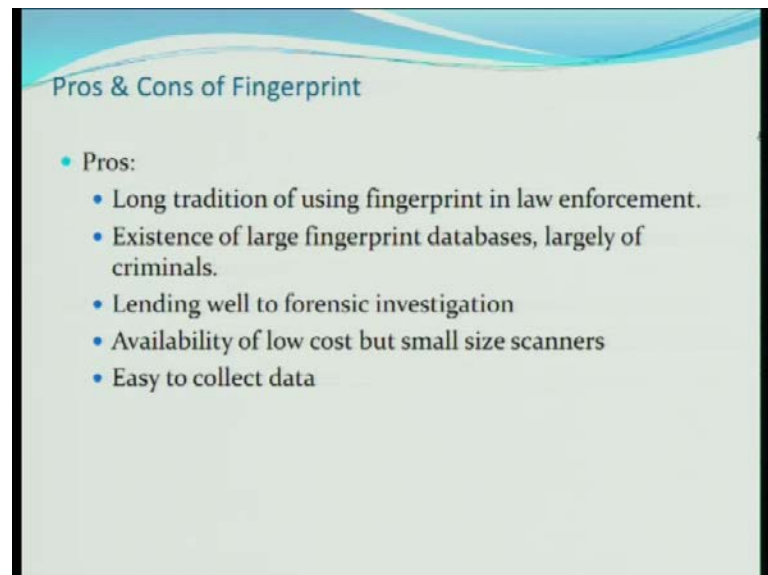 Pros & Cons of Fingerprint
Pros:
Long tradition of using fingerprint in law enforcement.
Existence of large fingerprint databases, largely of
criminals.
Lending well to forensic investigation
Availability of low cost but small size scanners
Easy to collect data